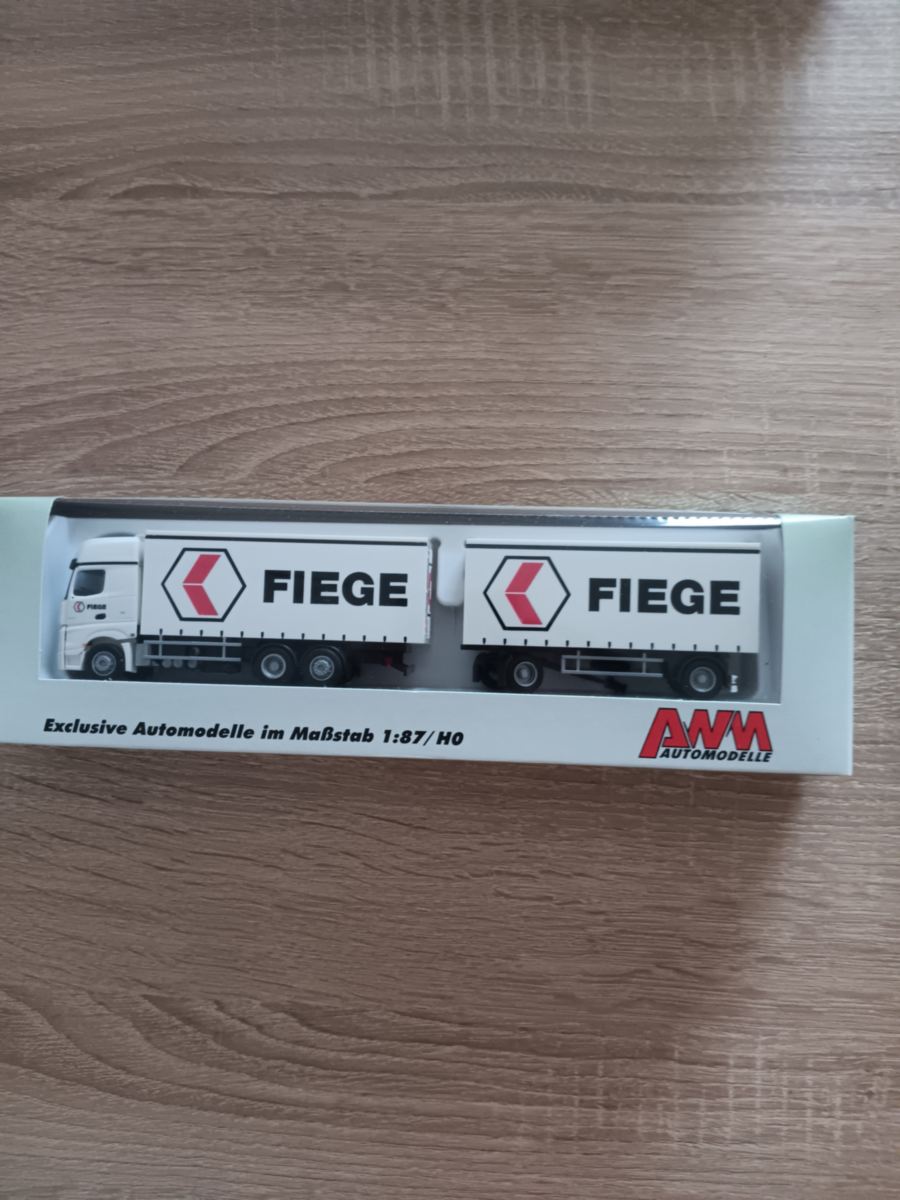 FIEGE
FIEGE
FIEGE
Exclusive Automodelle im Maßstab 1:87/H0
AWM
AUTOMODELLE